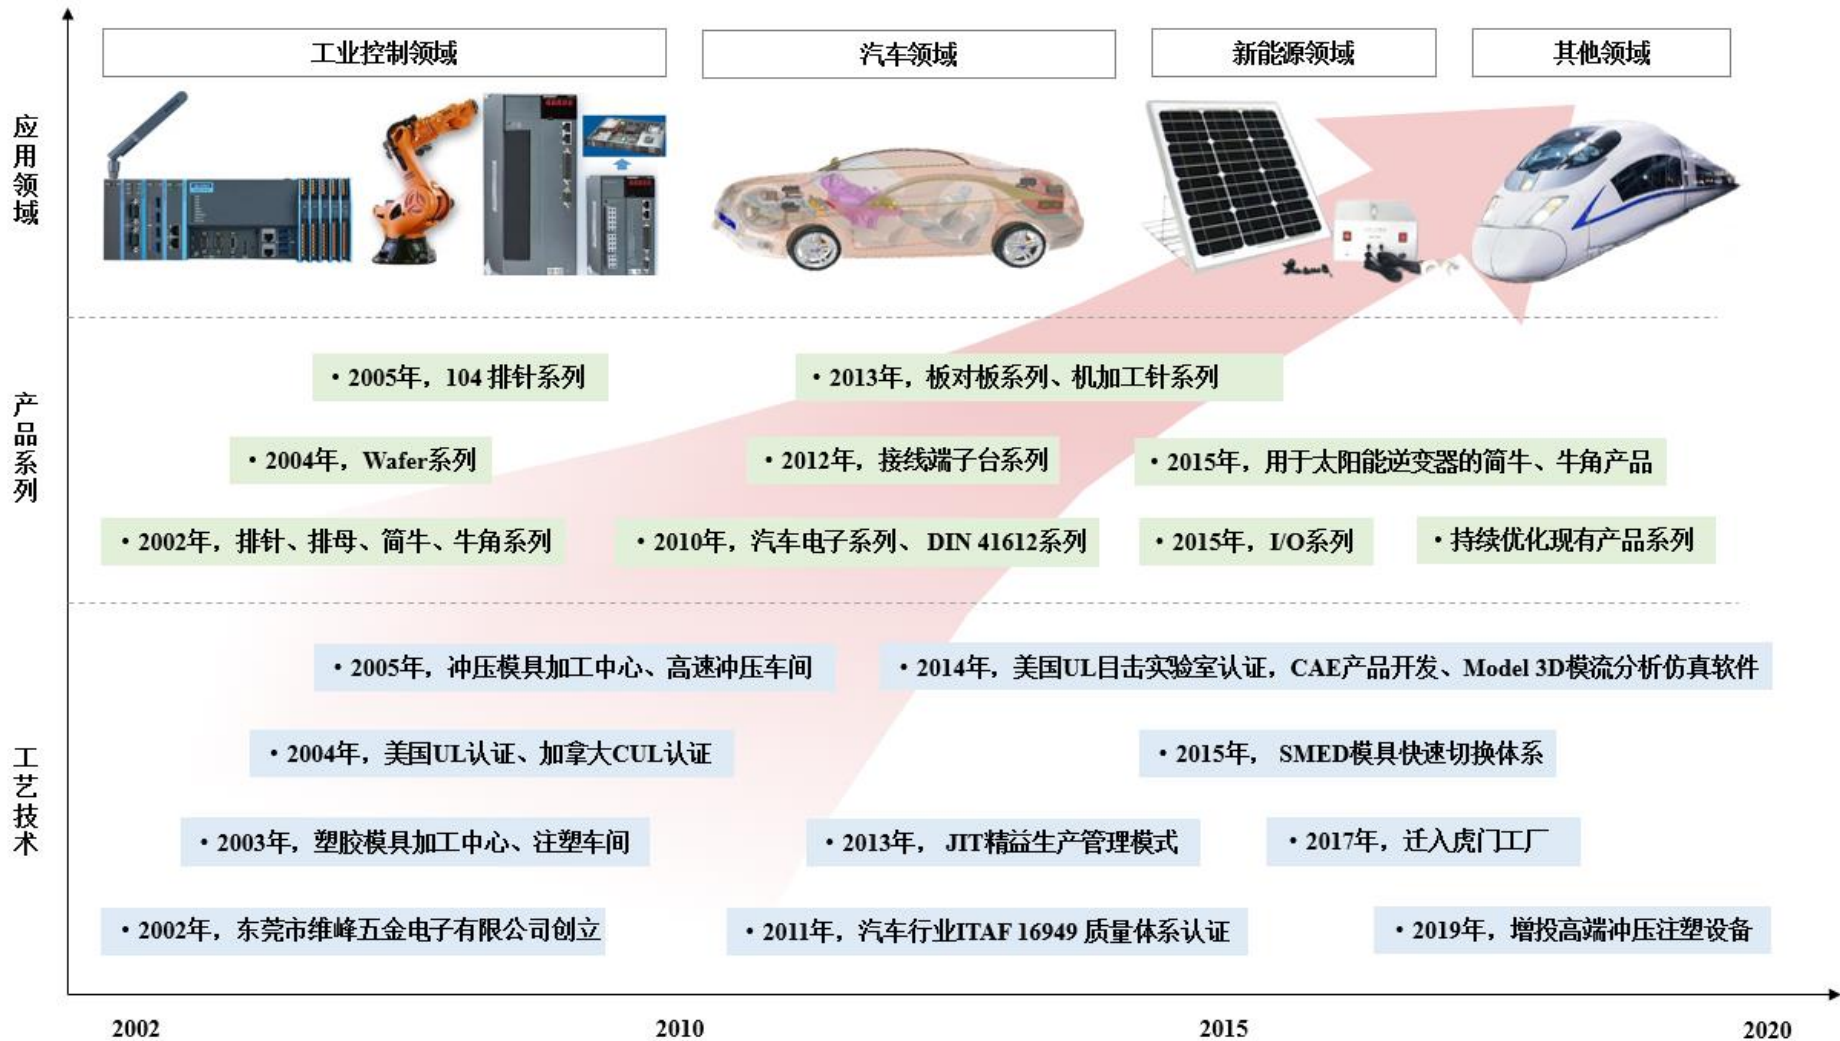 工业控制领域
汽车领域
新能源领域
其他领域
应用领域
产品系列
·2005年，104 排针系列
·2013年，板对板系列、机加工针系列
·2004年，Wafer系列
·2012年，接线端子台系列
·2015年，用于太阳能逆变器的简牛、牛角产品
·2002年，排针、排母、简牛、牛角系列
·2010年，汽车电子系列、 DIN 41612系列
·2015年，I/O系列
·持续优化现有产品系列
工艺技术
·2005年，冲压模具加工中心、高速冲压车间
·2014年，美国UL目击实验室认证，CAE产品开发、Model 3D模流分析仿真软件
·2004年，美国UL认证、加拿大CUL认证
·2015年， SMED模具快速切换体系
·2003年，塑胶模具加工中心、注塑车间
·2013年， JIT精益生产管理模式
·2017年，迁入虎门工厂
·2002年，东莞市维峰五金电子有限公司创立
·2011年，汽车行业ITAF 16949 质量体系认证
·2019年，增投高端冲压注塑设备
2002
2010
2015
2020